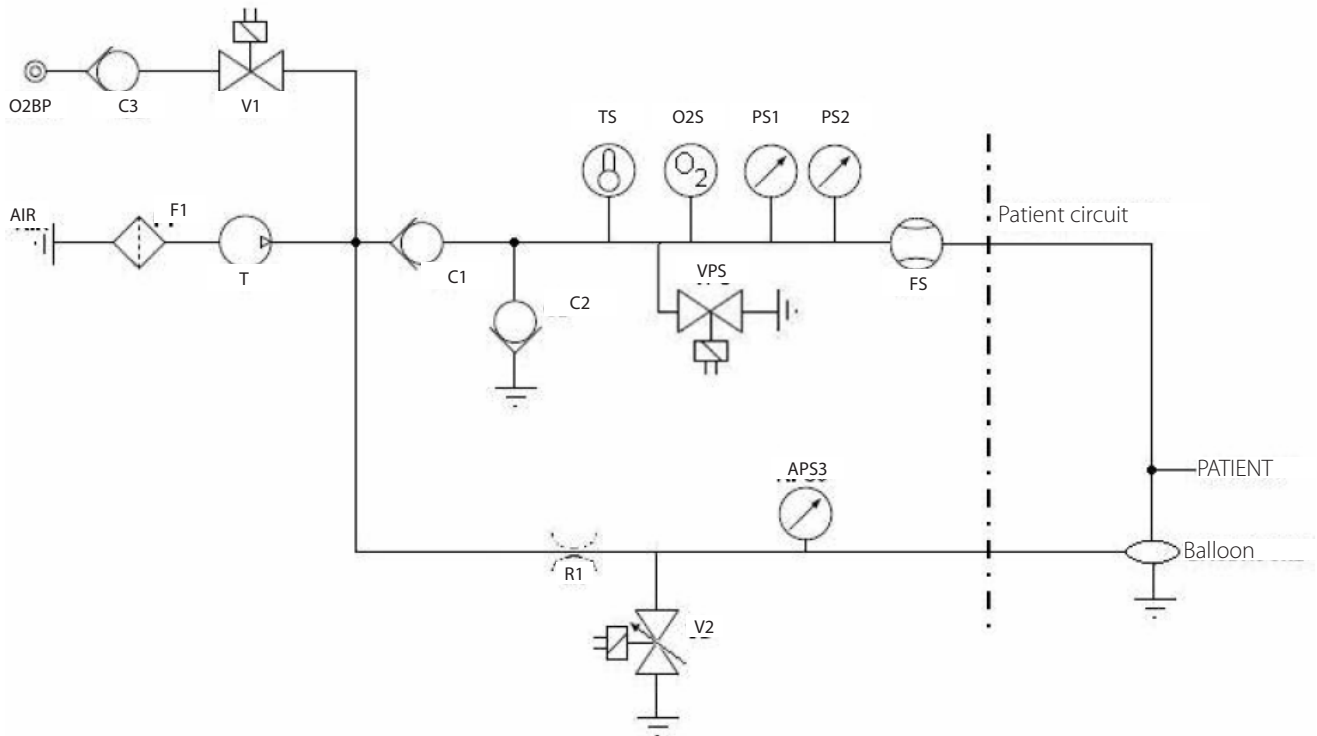 O2BP
C3
V1
TS
O2S
PS1
PS2
AIR
F1
T
C1
C2
VPS
FS
Patient circuit
O2
APS3
PATIENT
R1
Balloon
V2